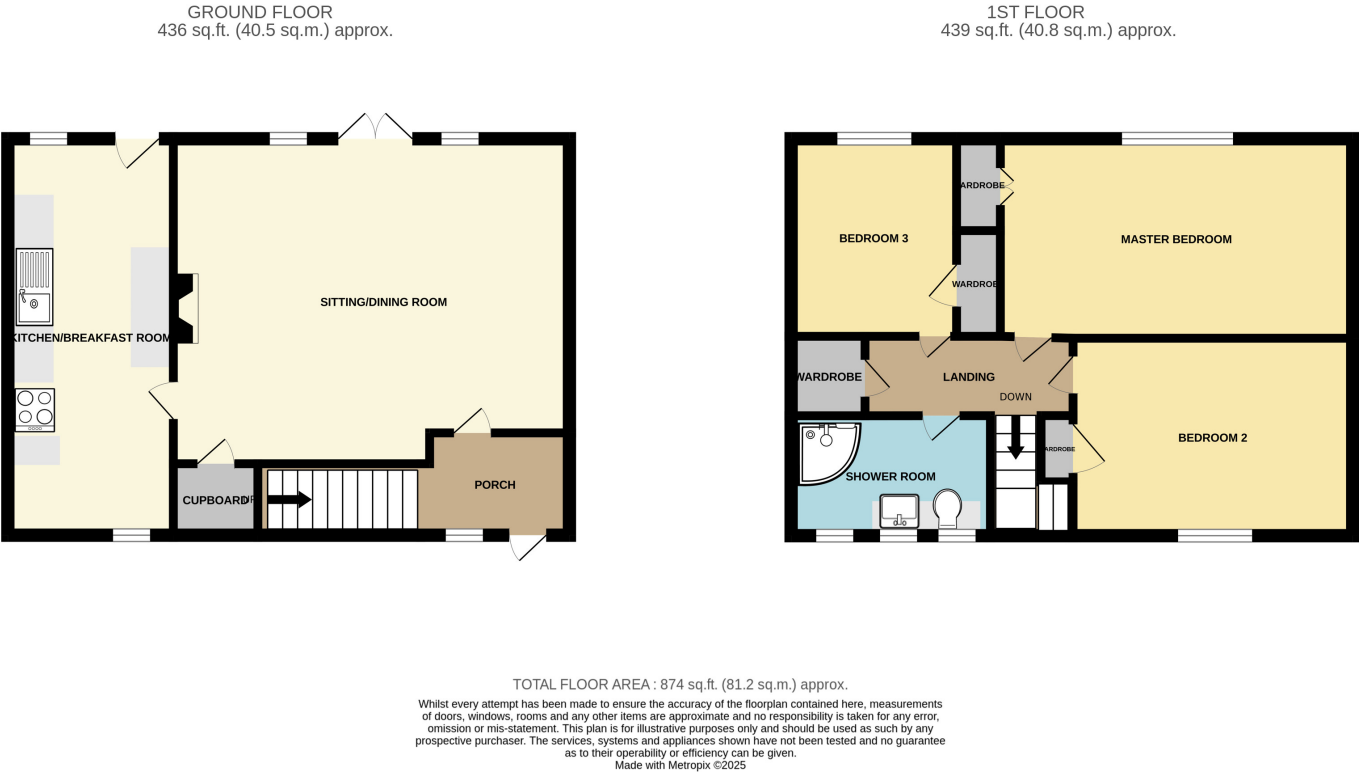 GROUND FLOOR
436 sq.ft. (40.5 sq.m.) approx.
KITCHEN/BREAKFAST ROOM
SITTING/DINING ROOM
CUPBOARD
UP
PORCH
1ST FLOOR
439 sq.ft. (40.8 sq.m.) approx.
BEDROOM 3
WARDROBE
MASTER BEDROOM
WARDROBE
WARDROBE
LANDING
DOWN
BEDROOM 2
WARDROBE
SHOWER ROOM
TOTAL FLOOR AREA : 874 sq.ft. (81.2 sq.m.) approx.
Whilst every attempt has been made to ensure the accuracy of the floorplan contained here, measurements
of doors, windows, rooms and any other items are approximate and no responsibility is taken for any error,
omission or mis-statement. This plan is for illustrative purposes only and should be used as such by any
prospective purchaser. The services, systems and appliances shown have not been tested and no guarantee
as to their operability or efficiency can be given.
Made with Metropix ©2025